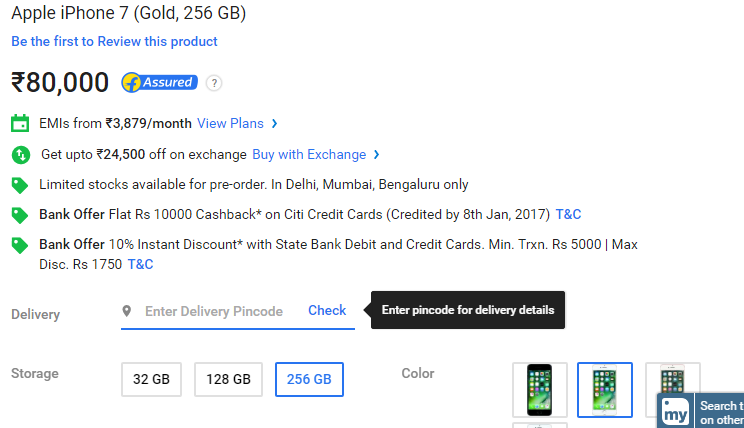 Apple iPhone 7 (Gold, 256 GB)
Be the first to Review this product
₹80,000 Assured ?
EMIs from ₹3,879/month View Plans
Get upto ₹24,500 off on exchange Buy with Exchange
Limited stocks available for pre-order. In Delhi, Mumbai, Bengaluru only
Bank Offer Flat Rs 10000 Cashback* on Citi Credit Cards (Credited by 8th Jan, 2017) T&C
Bank Offer 10% Instant Discount* with State Bank Debit and Credit Cards. Min. Trxn. Rs 5000 | Max
Disc. Rs 1750 T&C
Delivery Enter Delivery Pincode Check Enter pincode for delivery details
Storage 32 GB 128 GB 256 GB Color
my Search t
on other